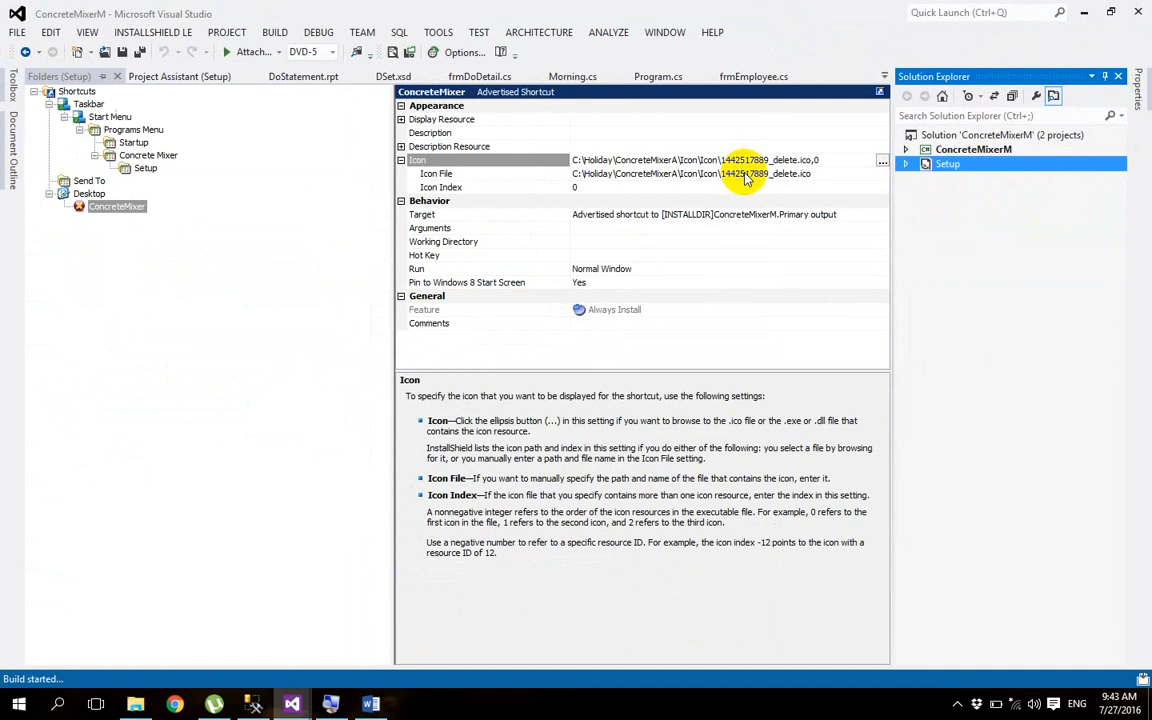 ConcreteMixerM - Microsoft Visual Studio
Quick Launch (Ctrl+Q)
FILE EDIT VIEW INSTALLSHIELD LE PROJECT BUILD DEBUG TEAM SQL TOOLS TEST ARCHITECTURE ANALYZE WINDOW HELP
Attach... DVD-5 Options...
Toolbox
Document Outline
Folders (Setup) Project Assistant (Setup) DoStatement.rpt DSet.xsd frmDoDetail.cs Morning.cs Program.cs frmEmployee.cs
Shortcuts
Taskbar
Start Menu
Programs Menu
Startup
Concrete Mixer
Setup
Send To
Desktop
ConcreteMixer
ConcreteMixer Advertised Shortcut
Appearance
Display Resource
Description
Description Resource
Icon C:\Holiday\ConcreteMixerA\Icon\Icon\1442517889_delete.ico,0 ...
Icon File C:\Holiday\ConcreteMixerA\Icon\Icon\1442517889_delete.ico
Icon Index 0
Behavior
Target Advertised shortcut to [INSTALLDIR]ConcreteMixerM.Primary output
Arguments
Working Directory
Hot Key
Run Normal Window
Pin to Windows 8 Start Screen Yes
General
Feature Always Install
Comments
Icon
To specify the icon that you want to be displayed for the shortcut, use the following settings:
Icon—Click the ellipsis button (...) in this setting if you want to browse to the .ico file or the .exe or .dll file that
contains the icon resource.
InstallShield lists the icon path and index in this setting if you do either of the following: you select a file by browsing
for it, or you manually enter a path and file name in the Icon File setting.
Icon File—If you want to manually specify the path and name of the file that contains the icon, enter it.
Icon Index—If the icon file that you specify contains more than one icon resource, enter the index in this setting.
A nonnegative integer refers to the order of the icon resources in the executable file. For example, 0 refers to the
first icon in the file, 1 refers to the second icon, and 2 refers to the third icon.
Use a negative number to refer to a specific resource ID. For example, the icon index -12 points to the icon with a
resource ID of 12.
Solution Explorer
Search Solution Explorer (Ctrl+;)
Solution 'ConcreteMixerM' (2 projects)
ConcreteMixerM
Setup
Properties
Build started...
ENG
9:43 AM
7/27/2016